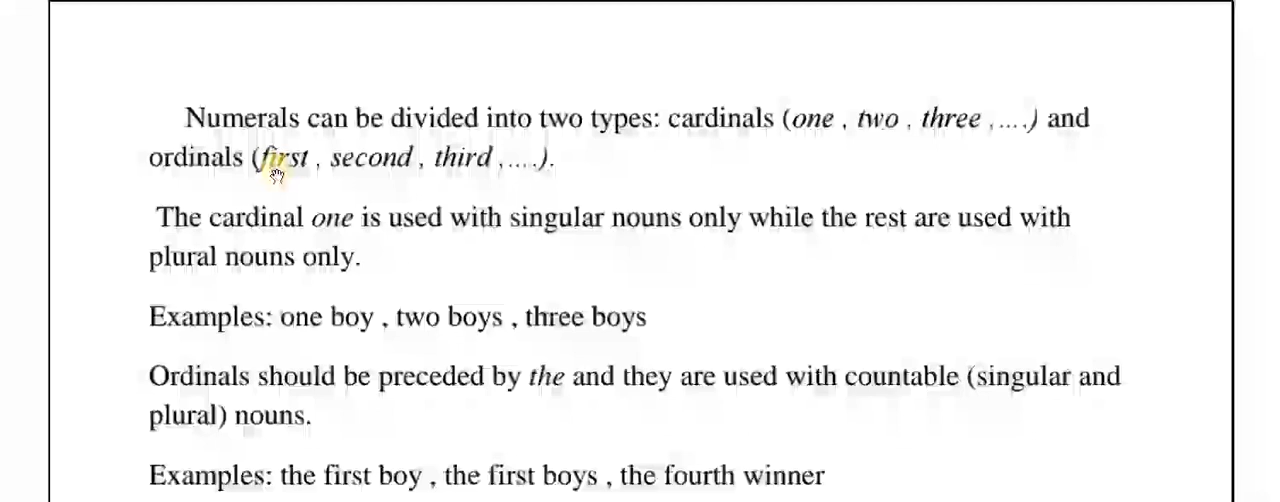 Numerals can be divided into two types: cardinals (one , two , three ,....) and
ordinals (first , second , third ,....).
The cardinal one is used with singular nouns only while the rest are used with
plural nouns only.
Examples: one boy , two boys , three boys
Ordinals should be preceded by the and they are used with countable (singular and
plural) nouns.
Examples: the first boy , the first boys , the fourth winner